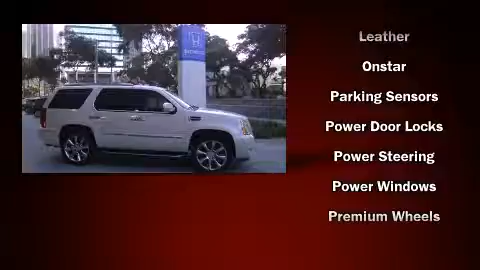 Leather
Onstar
Parking Sensors
Power Door Locks
Power Steering
Power Windows
Premium Wheels